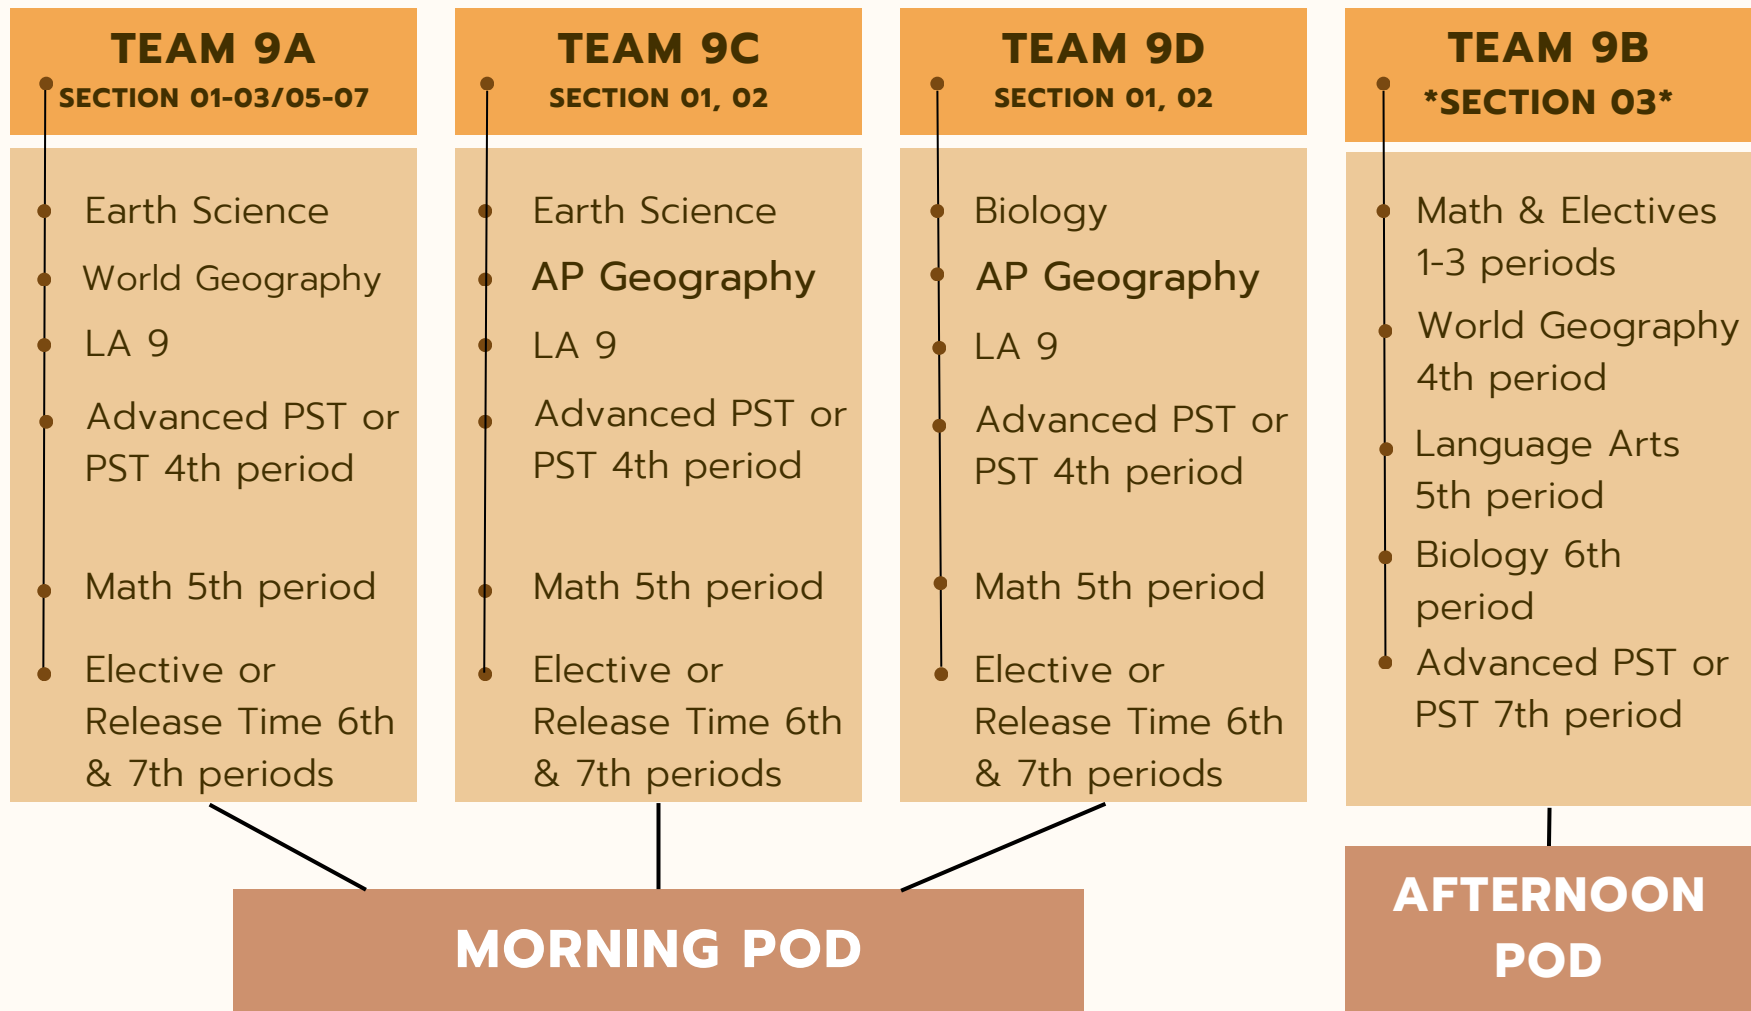 TEAM 9A
SECTION 01-03/05-07
Earth Science
World Geography
LA 9
Advanced PST or
PST 4th period
Math 5th period
Elective or
Release Time 6th
& 7th periods
TEAM 9C
SECTION 01, 02
Earth Science
AP Geography
LA 9
Advanced PST or
PST 4th period
Math 5th period
Elective or
Release Time 6th
& 7th periods
TEAM 9D
SECTION 01, 02
Biology
AP Geography
LA 9
Advanced PST or
PST 4th period
Math 5th period
Elective or
Release Time 6th
& 7th periods
TEAM 9B
*SECTION 03*
Math & Electives
1-3 periods
World Geography
4th period
Language Arts
5th period
Biology 6th
period
Advanced PST or
PST 7th period
MORNING POD
AFTERNOON
POD